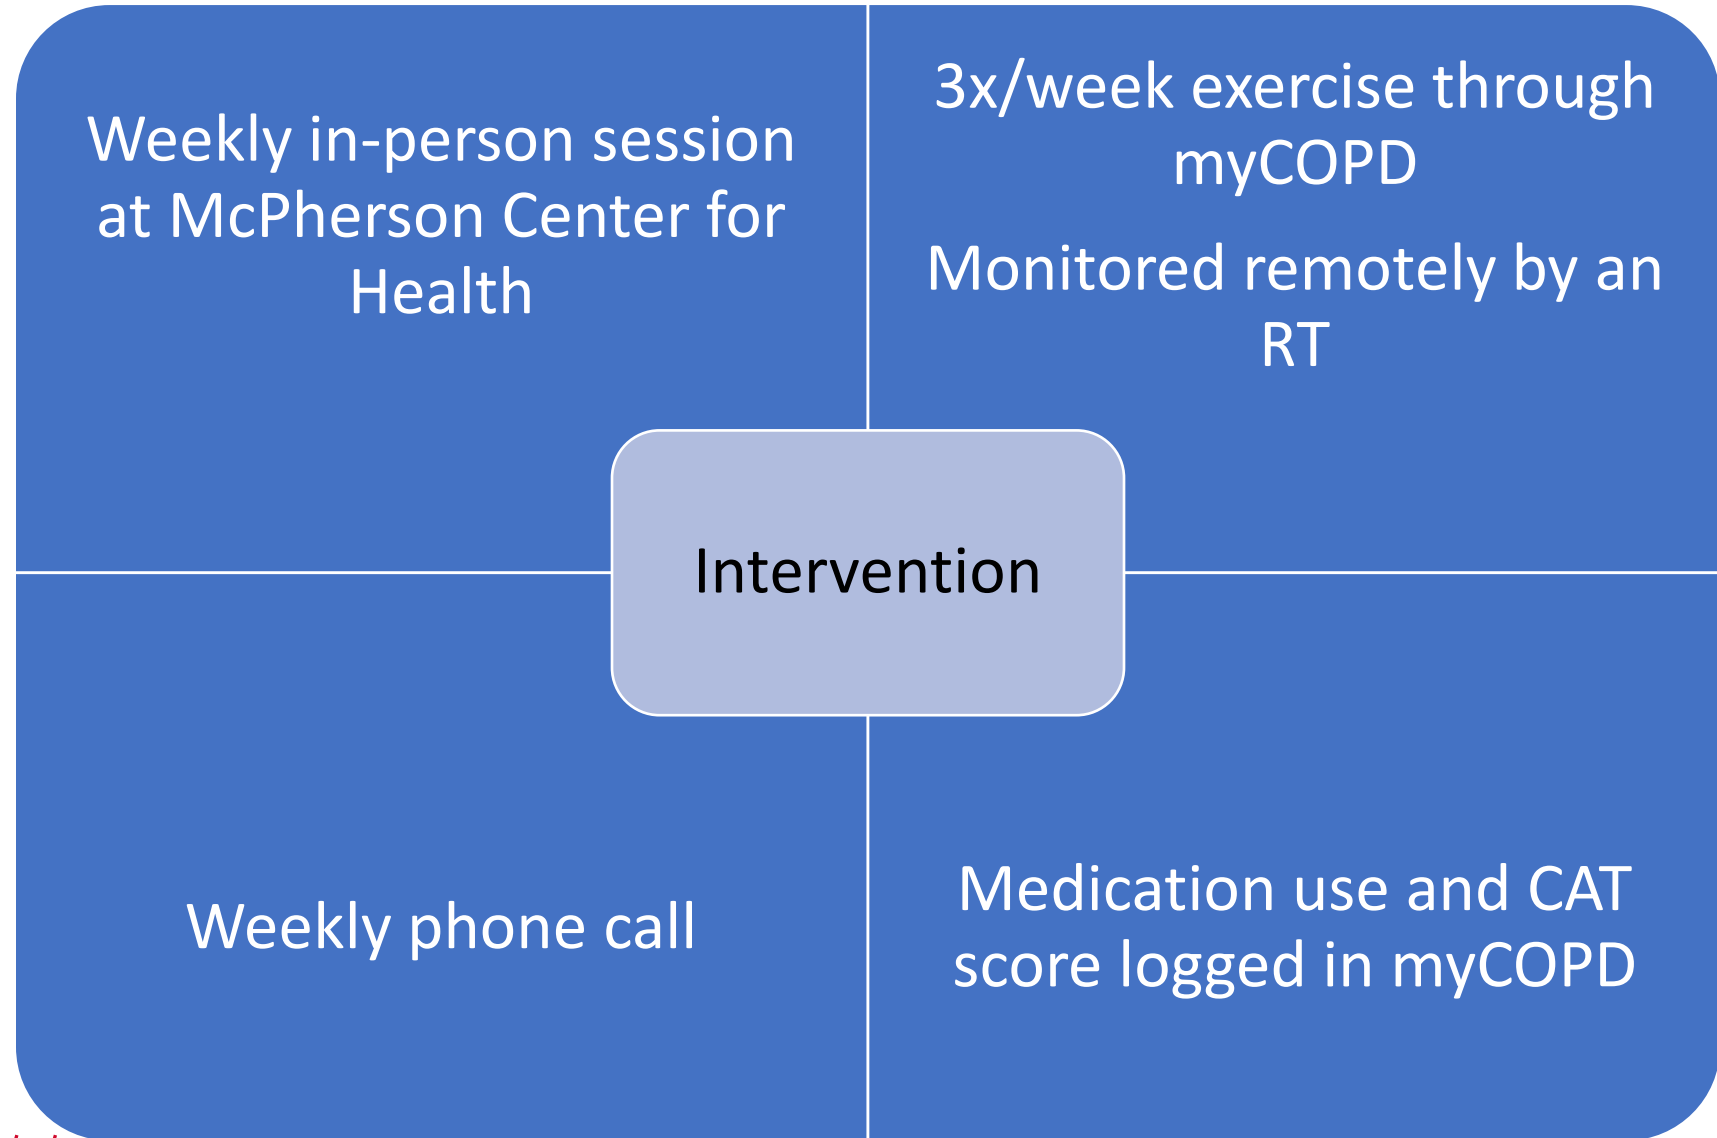 Weekly in-person session
at McPherson Center for
Health
3x/week exercise through
myCOPD
Monitored remotely by an
RT
Intervention
Weekly phone call
Medication use and CAT
score logged in myCOPD